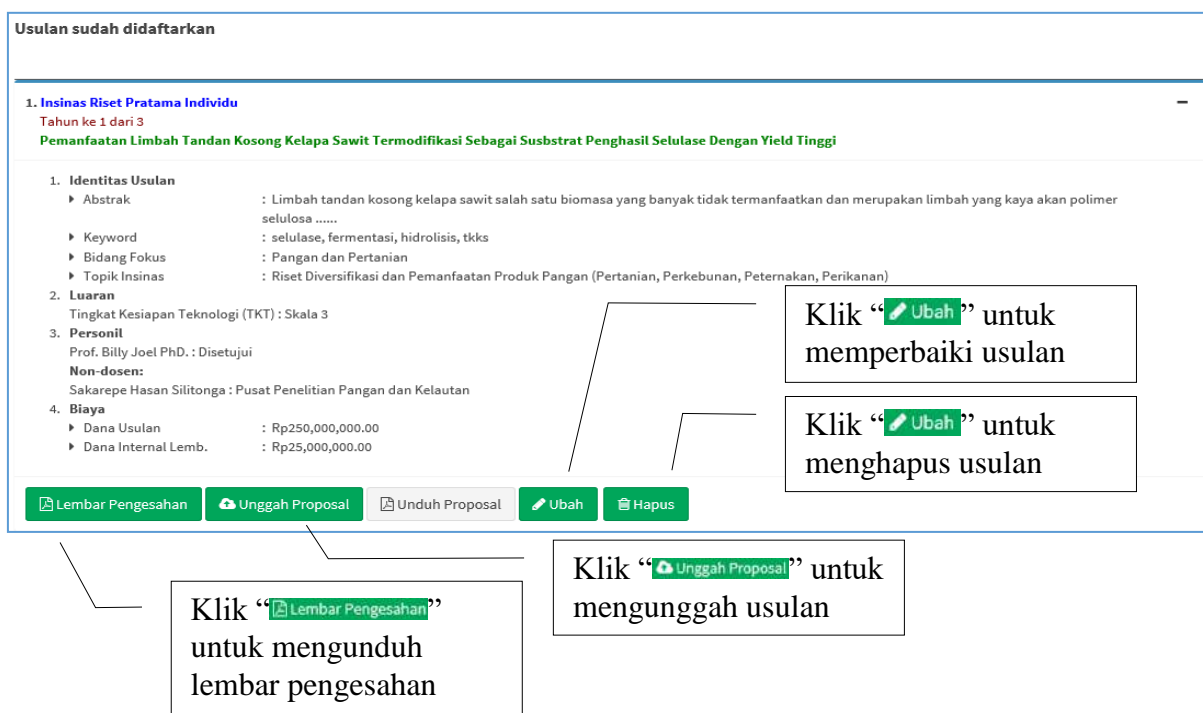 Usulan sudah didaftarkan
1. Insinas Riset Pratama Individu
Tahun ke 1 dari 3
Pemanfaatan Limbah Tandan Kosong Kelapa Sawit Termodifikasi Sebagai Susbstrat Penghasil Selulase Dengan Yield Tinggi
1. Identitas Usulan
Abstrak : Limbah tandan kosong kelapa sawit salah satu biomasa yang banyak tidak termanfaatkan dan merupakan limbah yang kaya akan polimer
selulosa ......
Keyword : selulase, fermentasi, hidrolisis, tkks
Bidang Fokus : Pangan dan Pertanian
Topik Insinas : Riset Diversifikasi dan Pemanfaatan Produk Pangan (Pertanian, Perkebunan, Peternakan, Perikanan)
2. Luaran
Tingkat Kesiapan Teknologi (TKT) : Skala 3
3. Personil
Prof. Billy Joel PhD. : Disetujui
Non-dosen:
Sakarepe Hasan Silitonga : Pusat Penelitian Pangan dan Kelautan
4. Biaya
Dana Usulan : Rp250,000,000.00
Dana Internal Lemb. : Rp25,000,000.00
Klik “Ubah” untuk
memperbaiki usulan
Klik “Ubah” untuk
menghapus usulan
Lembar Pengesahan Unggah Proposal Unduh Proposal Ubah Hapus
Klik “Unggah Proposal” untuk
mengunggah usulan
Klik “Lembar Pengesahan”
untuk mengunduh
lembar pengesahan